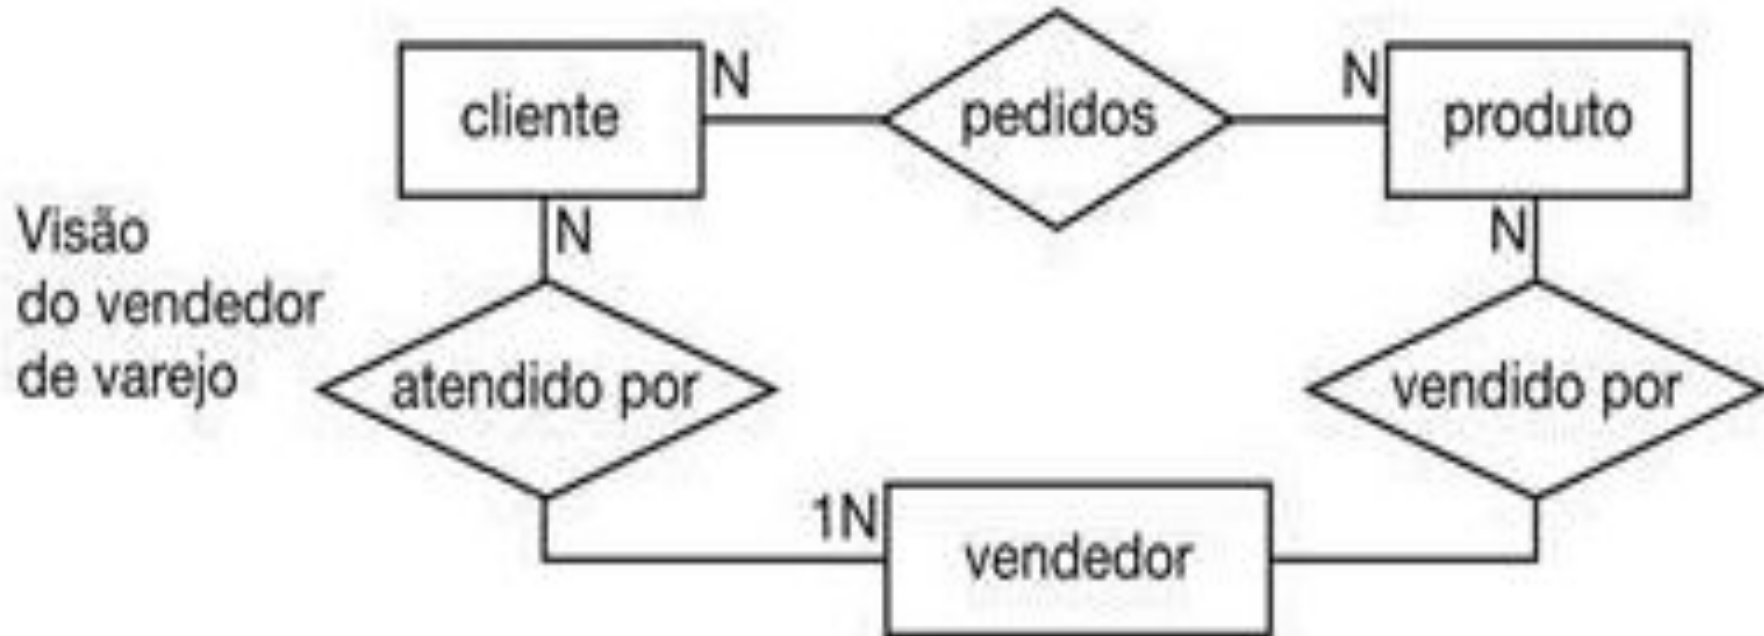 cliente
N
pedidos
N
produto
Visão
do vendedor
de varejo
N
N
atendido por
vendido por
1N
vendedor